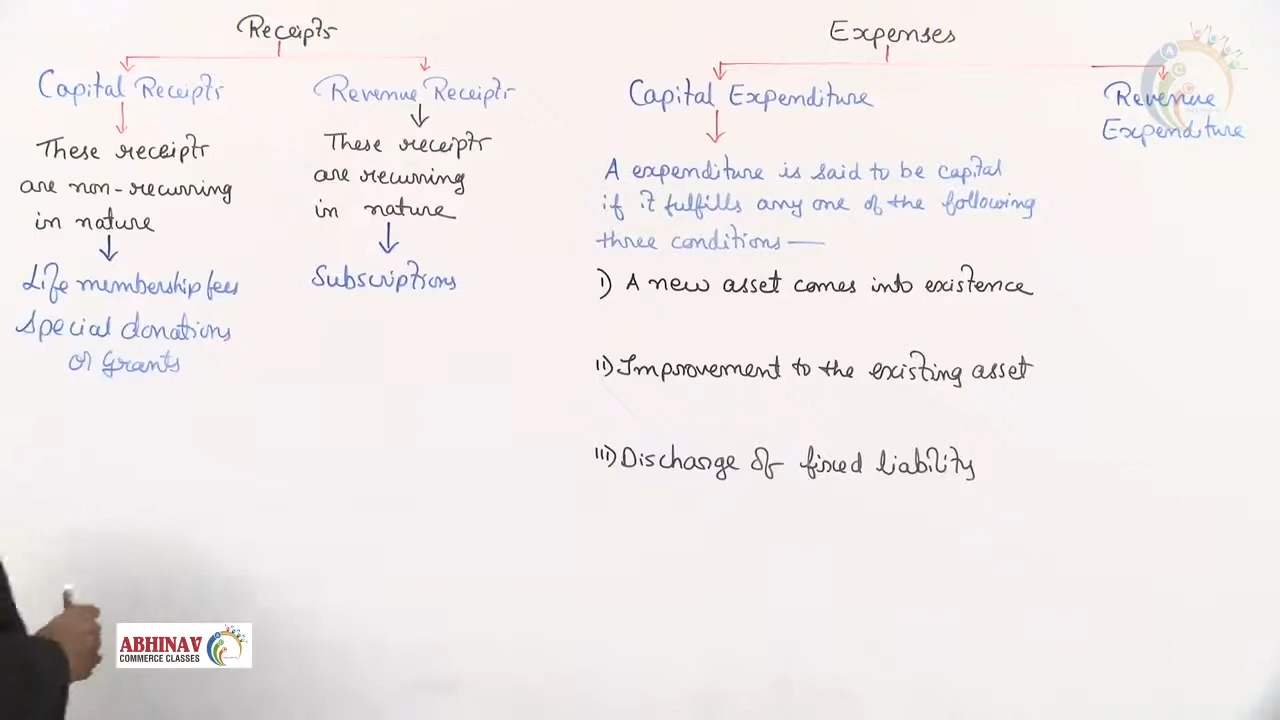 Receipts
Capital Receipts
Revenue Receipts
These receipts
are non-recurring
in nature
These receipts
are recurring
in nature
Life membership fees
Special donations
or Grants
Subscriptions
Expenses
Capital Expenditure
Revenue
Expenditure
A expenditure is said to be capital
if it fulfills any one of the following
three conditions —
i) A new asset comes into existence
ii) Improvement to the existing asset
iii) Discharge of fixed liability
ABHINAV
COMMERCE CLASSES